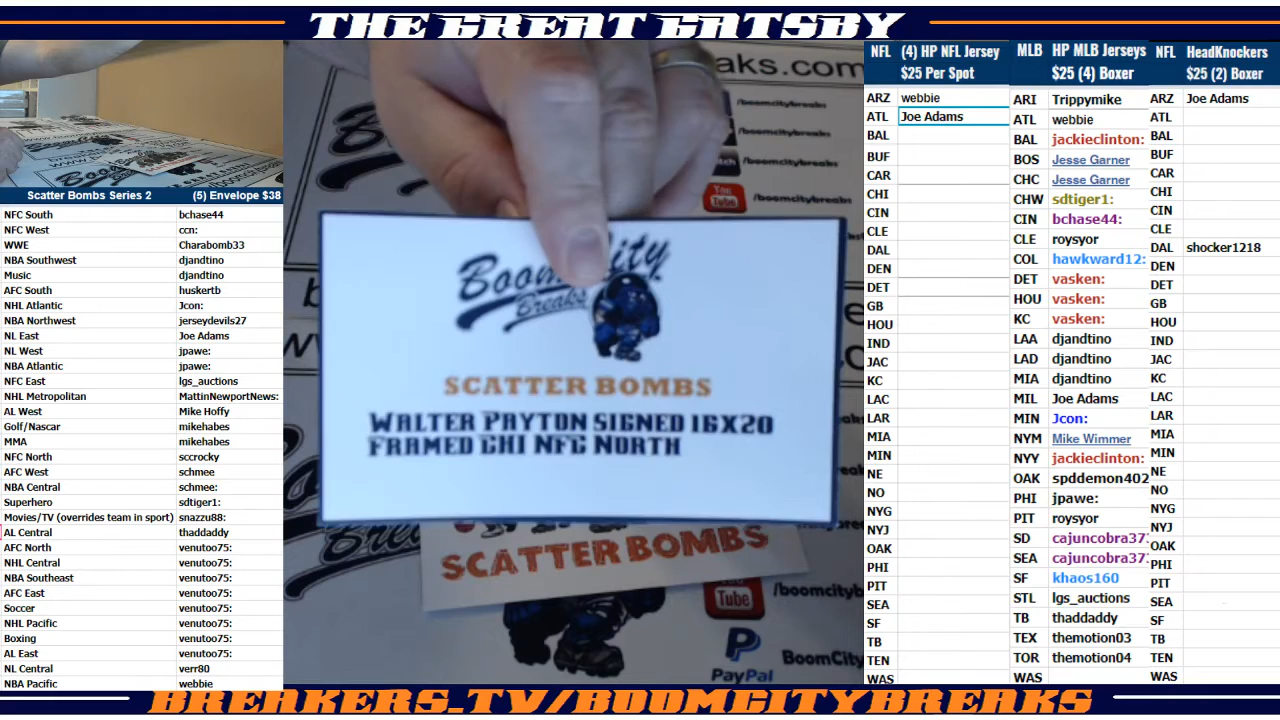 THE GREAT GATSBY
Scatter Bombs Series 2 (5) Envelope $38
NFC South bchase44
NFC West ccn:
WWE Charabomb33
NBA Southwest djandtino
Music djandtino
AFC South huskertb
NHL Atlantic Jcon:
NBA Northwest jerseydevils27
NL East Joe Adams
NL West jpawe:
NBA Atlantic jpawe:
NFC East lgs_auctions
NHL Metropolitan MattinNewportNews:
AL West Mike Hoffy
Golf/Nascar mikehabes
MMA mikehabes
NFC North sccrocky
AFC West schmee
NBA Central schmee:
Superhero sdtiger1:
Movies/TV (overrides team in sport) snazzu88:
AL Central thaddaddy
AFC North venutoo75:
NHL Central venutoo75:
NBA Southeast venutoo75:
AFC East venutoo75:
Soccer venutoo75:
NHL Pacific venutoo75:
Boxing venutoo75:
AL East venutoo75:
NL Central verr80
NBA Pacific webbie
eaks.com
/boomcitybreaks
boomcitybreaks
You Tube /boomcitybreaks
Boom City
Breaks
SCATTER BOMBS
WALTER PAYTON SIGNED 16X20
FRAMED CHI NFC NORTH
SCATTER BOMBS
You Tube /boomcitybreaks
PayPal BoomCity
NFL (4) HP NFL Jersey
$25 Per Spot
ARZ webbie
ATL Joe Adams
BAL
BUF
CAR
CHI
CIN
CLE
DAL
DEN
DET
GB
HOU
IND
JAC
KC
LAC
LAR
MIA
MIN
NE
NO
NYG
NYJ
OAK
PHI
PIT
SEA
SF
TB
TEN
WAS
MLB HP MLB Jerseys
$25 (4) Boxer
ARI Trippymike
ATL webbie
BAL jackieclinton:
BOS Jesse Garner
CHC Jesse Garner
CHW sdtiger1:
CIN bchase44:
CLE roysyor
COL hawkward12:
DET vasken:
HOU vasken:
KC vasken:
LAA djandtino
LAD djandtino
MIA djandtino
MIL Joe Adams
MIN Jcon:
NYM Mike Wimmer
NYY jackieclinton:
OAK spddemon402
PHI jpawe:
PIT roysyor
SD cajuncobra37
SEA cajuncobra37
SF khaos160
STL lgs_auctions
TB thaddaddy
TEX themotion03
TOR themotion04
WAS
NFL HeadKnockers
$25 (2) Boxer
ARZ Joe Adams
ATL
BAL
BUF
CAR
CHI
CIN
CLE
DAL shocker1218
DEN
DET
GB
HOU
IND
JAC
KC
LAC
LAR
MIA
MIN
NE
NO
NYG
NYJ
OAK
PHI
PIT
SEA
SF
TB
TEN
WAS
BREAKERS.TV/BOOMCITYBREAKS